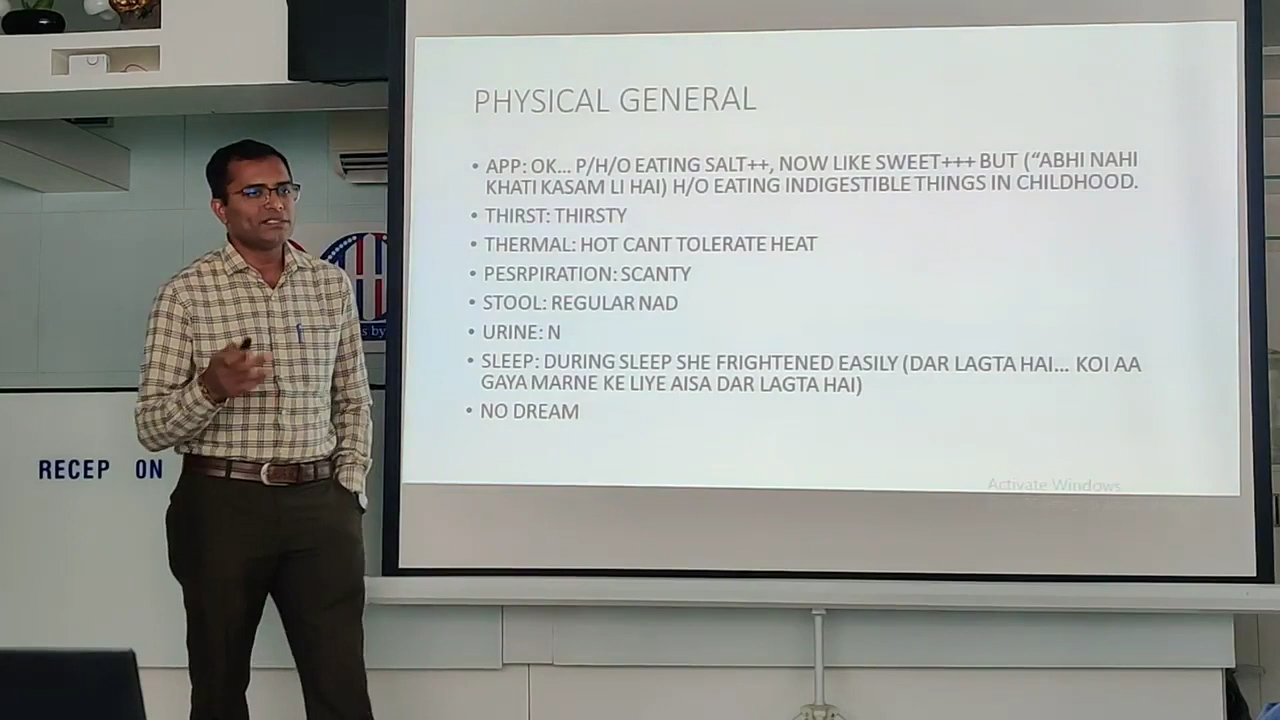 PHYSICAL GENERAL
• APP: OK... P/H/O EATING SALT++, NOW LIKE SWEET+++ BUT (“ABHI NAHI
KHATI KASAM LI HAI) H/O EATING INDIGESTIBLE THINGS IN CHILDHOOD.
• THIRST: THIRSTY
• THERMAL: HOT CANT TOLERATE HEAT
• PESRPIRATION: SCANTY
• STOOL: REGULAR NAD
• URINE: N
• SLEEP: DURING SLEEP SHE FRIGHTENED EASILY (DAR LAGTA HAI... KOI AA
GAYA MARNE KE LIYE AISA DAR LAGTA HAI)
• NO DREAM
Activate Windows
s by
RECEP ON